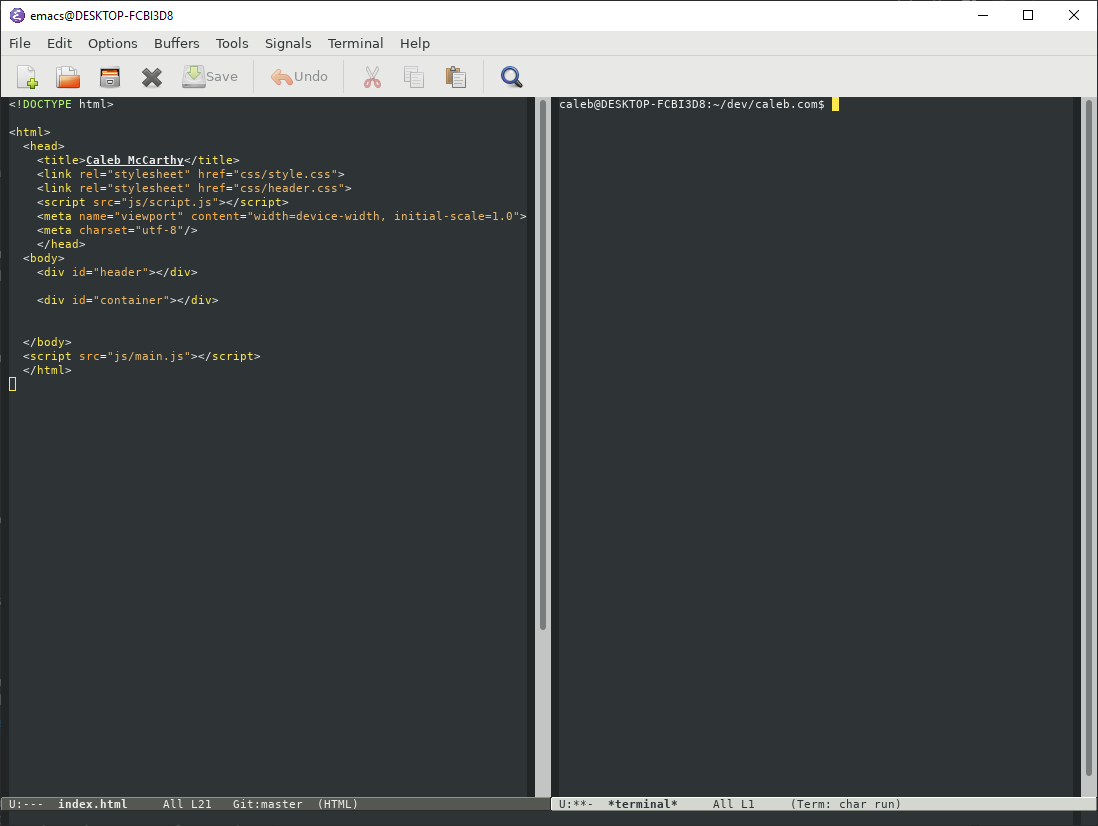 emacs@DESKTOP-FCBI3D8
File Edit Options Buffers Tools Signals Terminal Help
Save Undo
<!DOCTYPE html>
<html>
  <head>
    <title>Caleb McCarthy</title>
    <link rel="stylesheet" href="css/style.css">
    <link rel="stylesheet" href="css/header.css">
    <script src="js/script.js"></script>
    <meta name="viewport" content="width=device-width, initial-scale=1.0">
    <meta charset="utf-8"/>
    </head>
  <body>
    <div id="header"></div>
    <div id="container"></div>
  </body>
  <script src="js/main.js"></script>
  </html>
U:---  index.html     All L21   Git:master  (HTML)
caleb@DESKTOP-FCBI3D8:~/dev/caleb.com$
U:**-  *terminal*     All L1     (Term: char run)